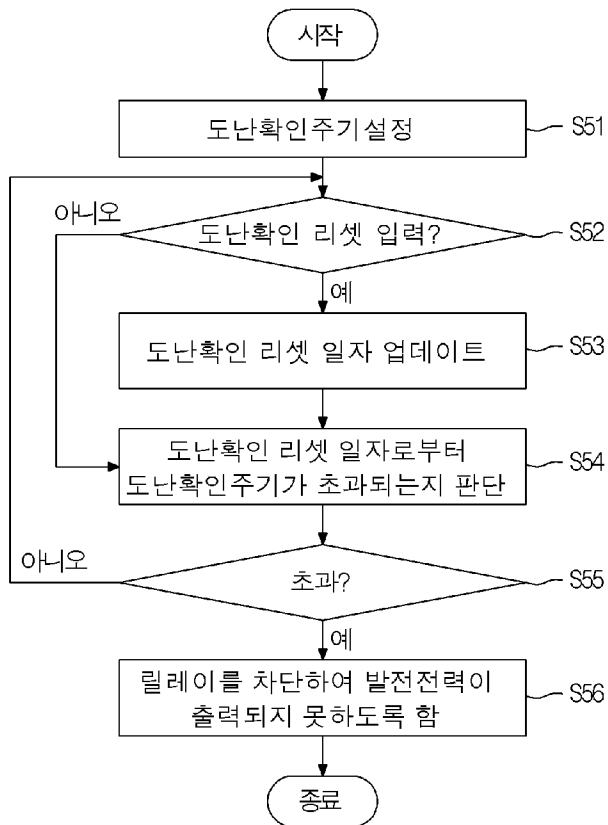 시작
도난확인주기설정
S51
아니오
도난확인 리셋 입력?
S52
예
도난확인 리셋 일자 업데이트
S53
도난확인 리셋 일자로부터
도난확인주기가 초과되는지 판단
S54
아니오
초과?
S55
예
릴레이를 차단하여 발전전력이
출력되지 못하도록 함
S56
종료